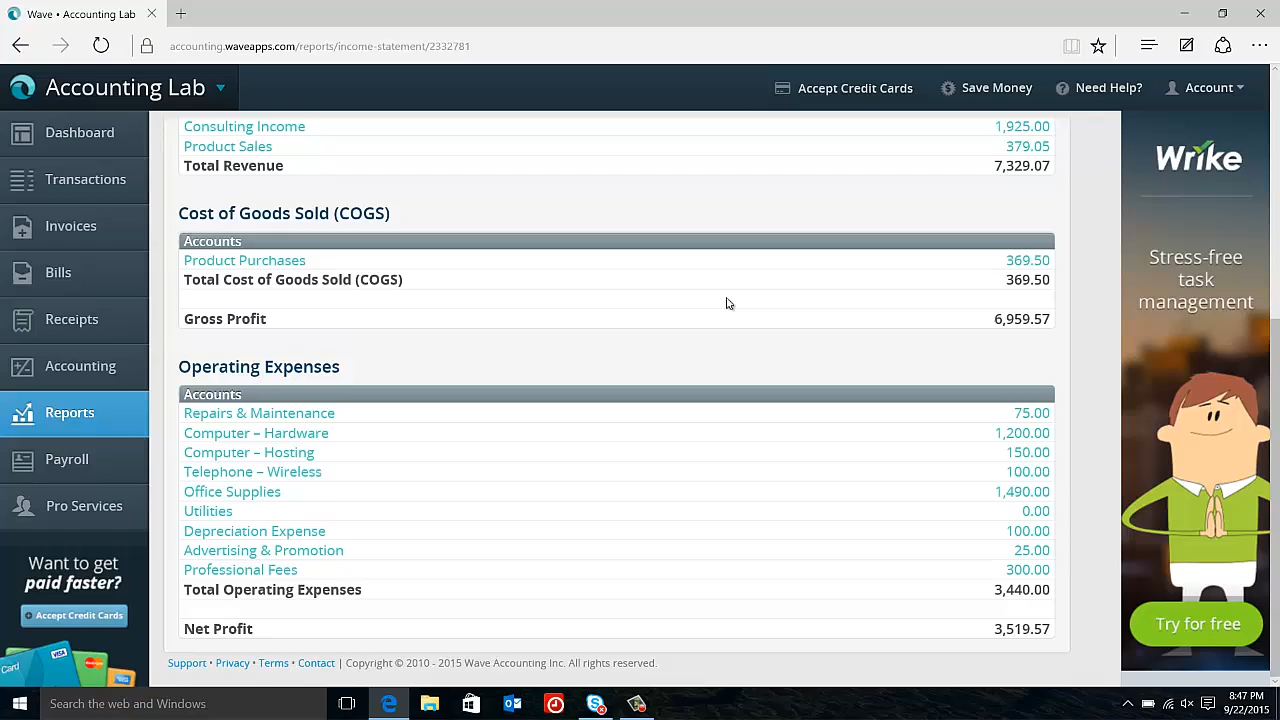 Wave - Accounting Lab
accounting.waveapps.com/reports/income-statement/2332781
Accounting Lab
Accept Credit Cards
Save Money
Need Help?
Account
Dashboard
Transactions
Invoices
Bills
Receipts
Accounting
Reports
Payroll
Pro Services
Want to get
paid faster?
+ Accept Credit Cards
Card
VISA
Consulting Income 1,925.00
Product Sales 379.05
Total Revenue 7,329.07
Cost of Goods Sold (COGS)
Accounts
Product Purchases 369.50
Total Cost of Goods Sold (COGS) 369.50
Gross Profit 6,959.57
Operating Expenses
Accounts
Repairs & Maintenance 75.00
Computer – Hardware 1,200.00
Computer – Hosting 150.00
Telephone – Wireless 100.00
Office Supplies 1,490.00
Utilities 0.00
Depreciation Expense 100.00
Advertising & Promotion 25.00
Professional Fees 300.00
Total Operating Expenses 3,440.00
Net Profit 3,519.57
Support • Privacy • Terms • Contact | Copyright © 2010 - 2015 Wave Accounting Inc. All rights reserved.
Wrike
Stress-free
task
management
Try for free
Search the web and Windows
8:47 PM
9/22/2015